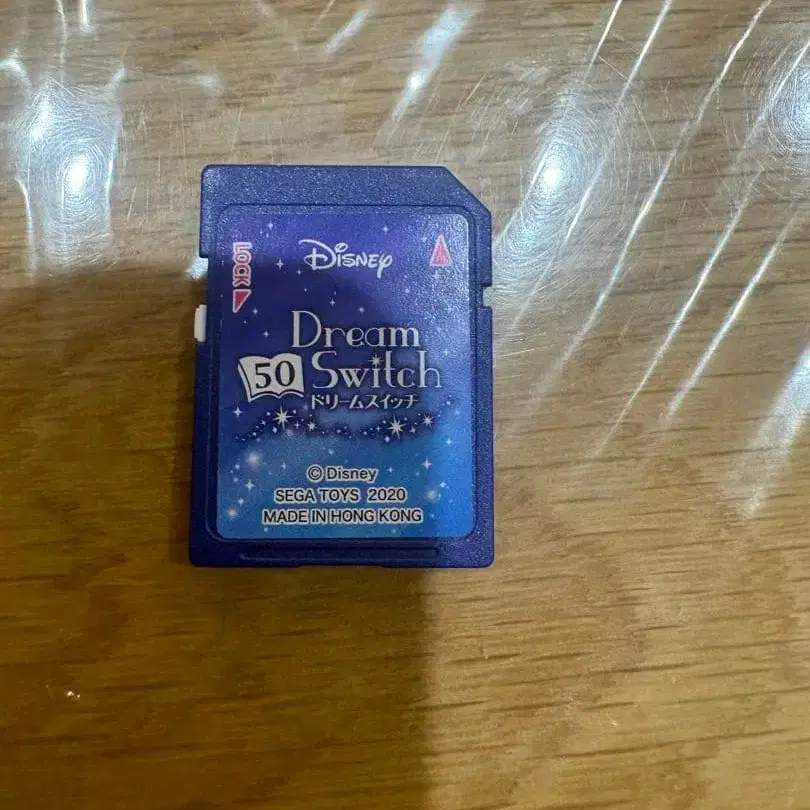 LOCK
Disney
Dream
50 Switch
ドリームスイッチ
©Disney
SEGA TOYS 2020
MADE IN HONG KONG